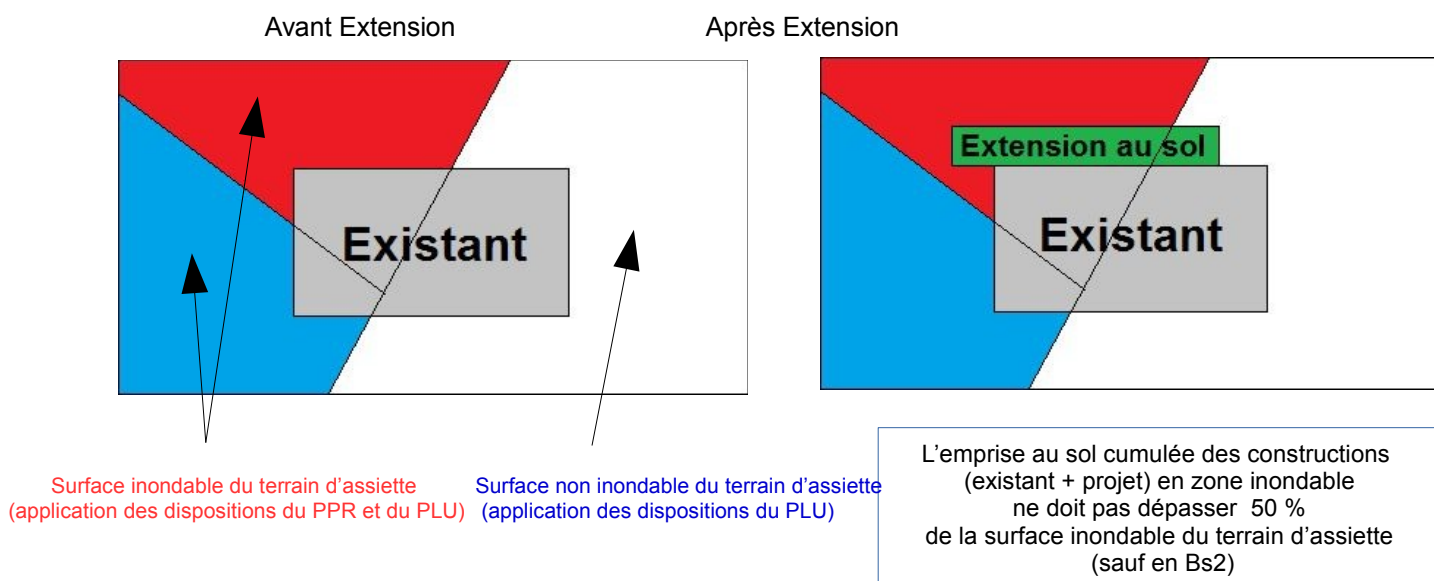 Avant Extension
Après Extension
Existant
Extension au sol
Existant
Surface inondable du terrain d'assiette
(application des dispositions du PPR et du PLU)
Surface non inondable du terrain d'assiette
(application des dispositions du PLU)
L'emprise au sol cumulée des constructions
(existant + projet) en zone inondable
ne doit pas dépasser 50 %
de la surface inondable du terrain d'assiette
(sauf en Bs2)